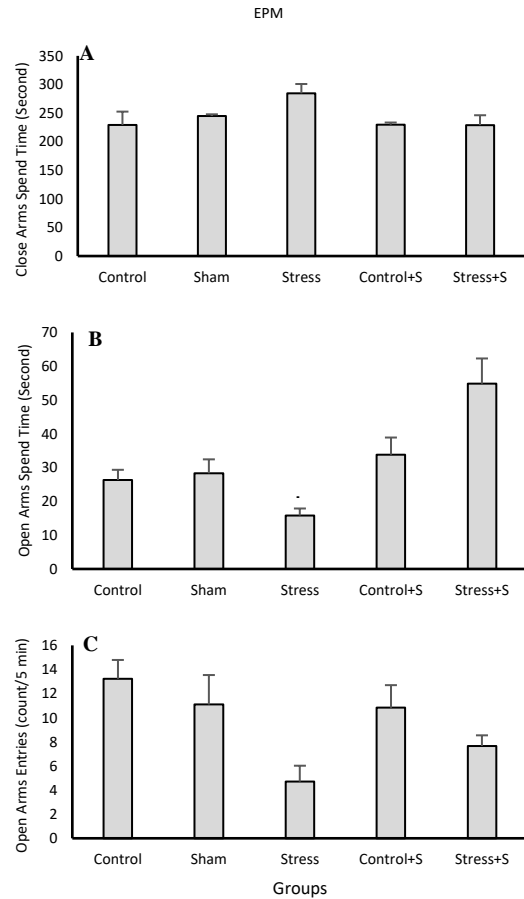 EPM
A
Close Arms Spend Time (Second)
350
300
250
200
150
100
50
0
Control Sham Stress Control+S Stress+S
B
Open Arms Spend Time (Second)
70
60
50
40
30
20
10
0
Control Sham Stress Control+S Stress+S
C
Open Arms Entries (count/5 min)
16
14
12
10
8
6
4
2
0
Control Sham Stress Control+S Stress+S
Groups